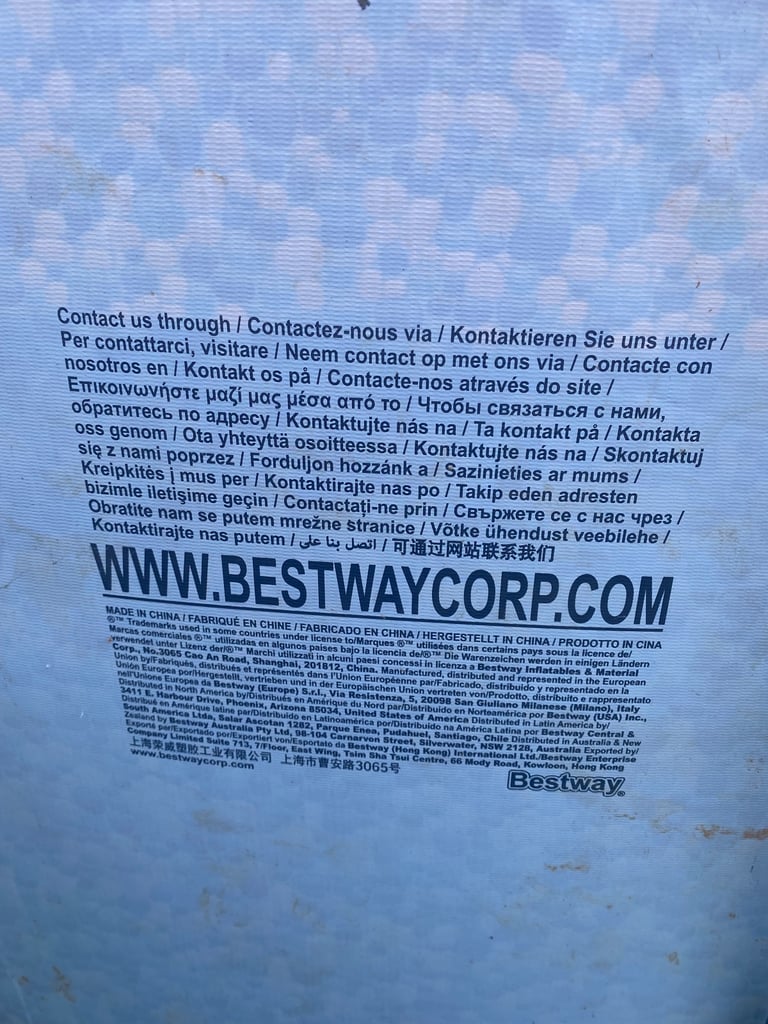 Contact us through / Contactez-nous via / Kontaktieren Sie uns unter /
Per contattarci, visitare / Neem contact op met ons via / Contacte con
nosotros en / Kontakt os på / Contacte-nos através do site /
Επικοινωνήστε μαζί μας μέσα από το / Чтобы связаться с нами,
обратитесь по адресу / Kontaktujte nás na / Ta kontakt på / Kontakta
oss genom / Ota yhteyttä osoitteessa / Kontaktujte nás na / Skontaktuj
się z nami poprzez / Forduljon hozzánk a / Sazinieties ar mums /
Kreipkitės į mus per / Kontaktirajte nas po / Takip eden adresten
bizimle iletişime geçin / Contactați-ne prin / Свържете се с нас чрез /
Obratite nam se putem mrežne stranice / Võtke ühendust veebilehe /
Kontaktirajte nas putem / اتصل بنا على / 可通过网站联系我们
WWW.BESTWAYCORP.COM
MADE IN CHINA / FABRIQUÉ EN CHINE / FABRICADO EN CHINA / HERGESTELLT IN CHINA / PRODOTTO IN CINA
®™ Trademarks used in some countries under license to/Marques ®™ utilisées dans certains pays sous la licence de/
Marcas comerciales ®™ utilizadas en algunos países bajo la licencia de/®™ Die Warenzeichen werden in einigen Ländern
verwendet unter Lizenz der/®™ Marchi utilizzati in alcuni paesi concessi in licenza a Bestway Inflatables & Material
Corp., No.3065 Cao An Road, Shanghai, 201812, China. Manufactured, distributed and represented in the European
Union by/Fabriqués, distribués et représentés dans l'Union Européenne par/Fabricado, distribuido y representado en la
Unión Europea por/Hergestellt, vertrieben und in der Europäischen Union vertreten von/Prodotto, distribuito e rappresentato
nell'Unione Europea da Bestway (Europe) S.r.l., Via Resistenza, 5, 20098 San Giuliano Milanese (Milano), Italy
Distributed in North America by/Distribués en Amérique du Nord par/Distribuido en Norteamérica por Bestway (USA) Inc.,
3411 E. Harbour Drive, Phoenix, Arizona 85034, United States of America Distributed in Latin America by/
Distribué en Amérique latine par/Distribuido en Latinoamérica por/Distribuído na América Latina por Bestway Central &
South America Ltda, Salar Ascotan 1282, Parque Enea, Pudahuel, Santiago, Chile Distributed in Australia & New
Zealand by Bestway Australia Pty Ltd, 98-104 Carnarvon Street, Silverwater, NSW 2128, Australia Exported by/
Exporté par/Exportado por/Exportiert von/Esportato da Bestway (Hong Kong) International Ltd./Bestway Enterprise
Company Limited Suite 713, 7/Floor, East Wing, Tsim Sha Tsui Centre, 66 Mody Road, Kowloon, Hong Kong
上海荣威塑胶工业有限公司 上海市曹安路3065号
www.bestwaycorp.com
Bestway®